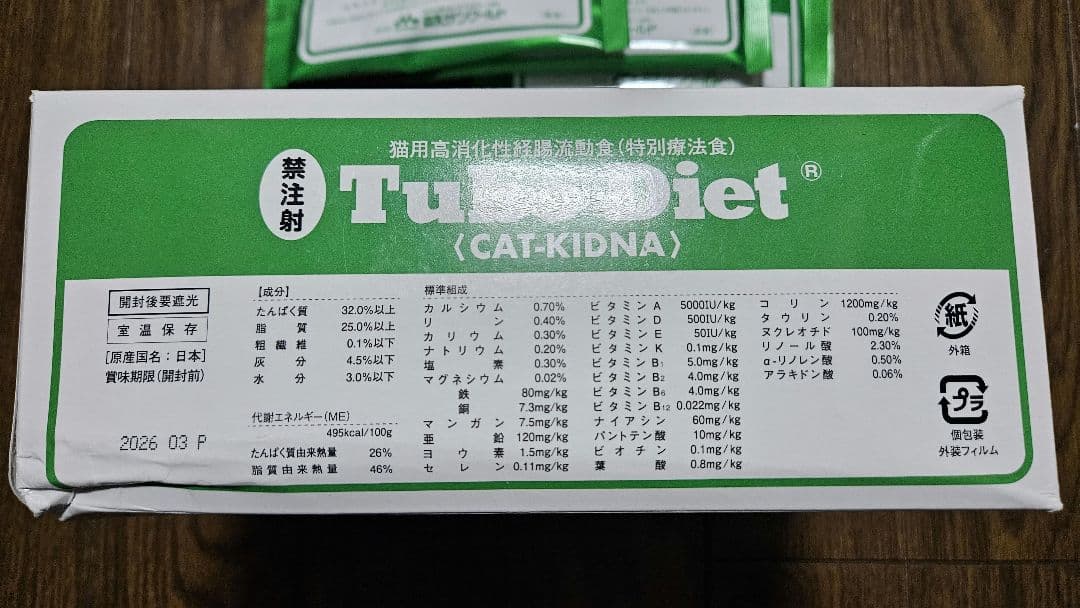 猫用高消化性経腸流動食(特別療法食)
禁注射
Tube Diet®
〈CAT-KIDNA〉
開封後要遮光
室温保存
[原産国名:日本]
賞味期限(開封前)
2026 03 P
[成分]
たんぱく質 32.0%以上
脂質 25.0%以上
粗繊維 0.1%以下
灰分 4.5%以下
水分 3.0%以下
代謝エネルギー(ME)
495kcal/100g
たんぱく質由来熱量 26%
脂質由来熱量 46%
標準組成
カルシウム 0.70%
リン 0.40%
カリウム 0.30%
ナトリウム 0.20%
塩素 0.30%
マグネシウム 0.02%
鉄 80mg/kg
銅 7.3mg/kg
マンガン 7.5mg/kg
亜鉛 120mg/kg
ヨウ素 1.5mg/kg
セレン 0.11mg/kg
ビタミンA 5000IU/kg
ビタミンD 500IU/kg
ビタミンE 50IU/kg
ビタミンK 0.1mg/kg
ビタミンB1 5.0mg/kg
ビタミンB2 4.0mg/kg
ビタミンB6 4.0mg/kg
ビタミンB12 0.022mg/kg
ナイアシン 60mg/kg
パントテン酸 10mg/kg
ビオチン 0.1mg/kg
葉酸 0.8mg/kg
コリン 1200mg/kg
タウリン 0.20%
ヌクレオチド 100mg/kg
リノール酸 2.30%
α-リノレン酸 0.50%
アラキドン酸 0.06%
紙
外箱
プラ
個包装
外装フィルム